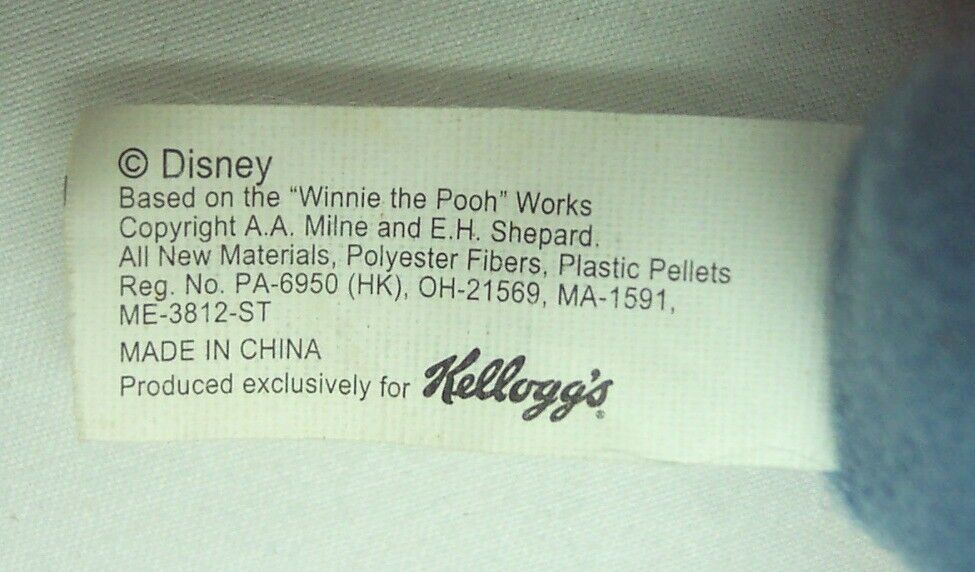 © Disney
Based on the "Winnie the Pooh" Works
Copyright A.A. Milne and E.H. Shepard.
All New Materials, Polyester Fibers, Plastic Pellets
Reg. No. PA-6950 (HK), OH-21569, MA-1591,
ME-3812-ST
MADE IN CHINA
Produced exclusively for Kellogg's®